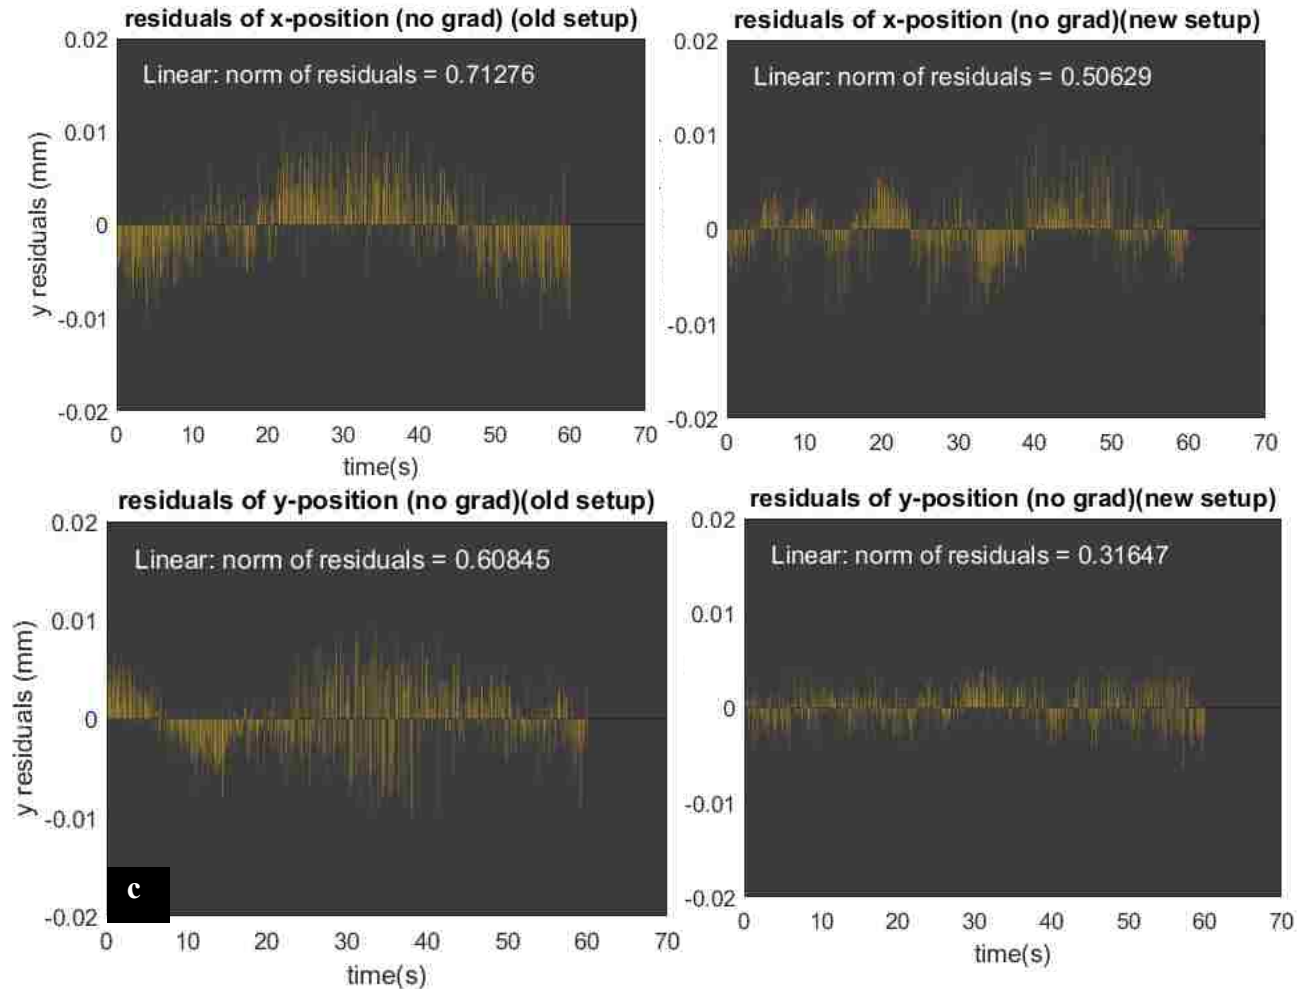 residuals of x-position (no grad) (old setup)
0.02
Linear: norm of residuals = 0.71276
0.01
0
-0.01
-0.02
y residuals (mm)
0 10 20 30 40 50 60 70
time(s)
residuals of x-position (no grad)(new setup)
0.02
Linear: norm of residuals = 0.50629
0.01
0
-0.01
-0.02
0 10 20 30 40 50 60 70
residuals of y-position (no grad)(old setup)
0.02
Linear: norm of residuals = 0.60845
0.01
0
-0.01
-0.02
y residuals (mm)
c
0 10 20 30 40 50 60 70
time(s)
residuals of y-position (no grad)(new setup)
0.02
Linear: norm of residuals = 0.31647
0.01
0
-0.01
-0.02
0 10 20 30 40 50 60 70
time(s)